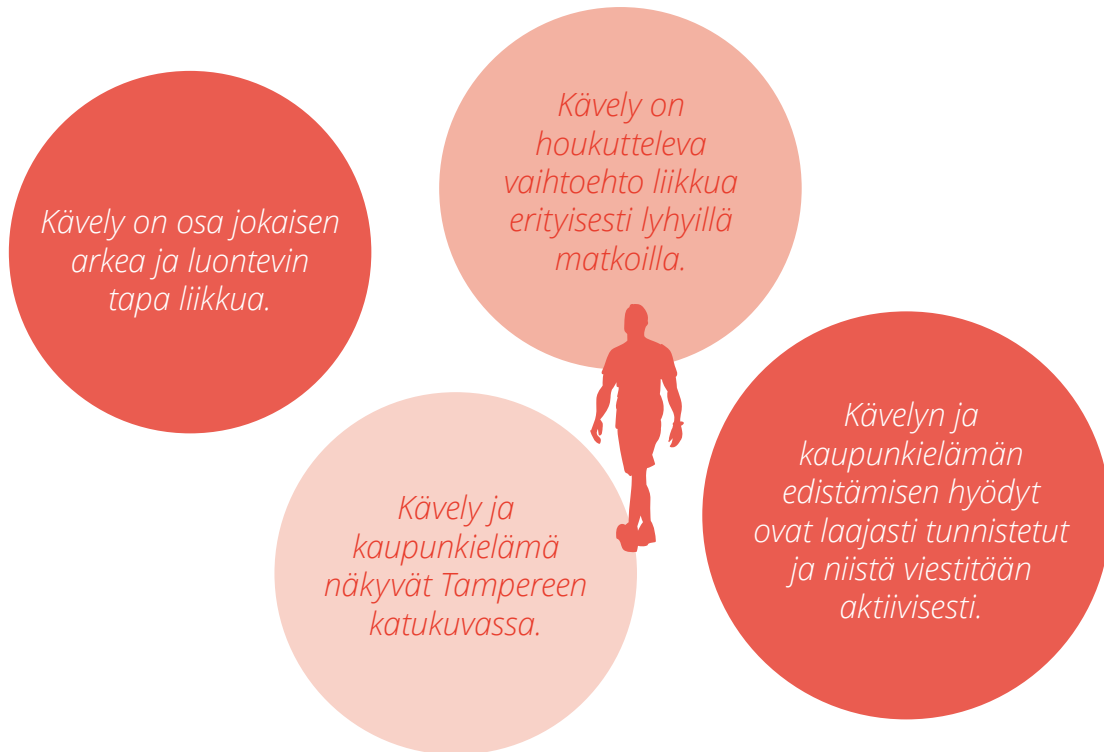 Kävely on osa jokaisen
arkea ja luontevin
tapa liikkua.
Kävely on
houkutteleva
vaihtoehto liikkua
erityisesti lyhyillä
matkoilla.
Kävely ja
kaupunkielämä
näkyvät Tampereen
katukuvassa.
Kävelyn ja
kaupunkielämän
edistämisen hyödyt
ovat laajasti tunnistetut
ja niistä viestitään
aktiivisesti.